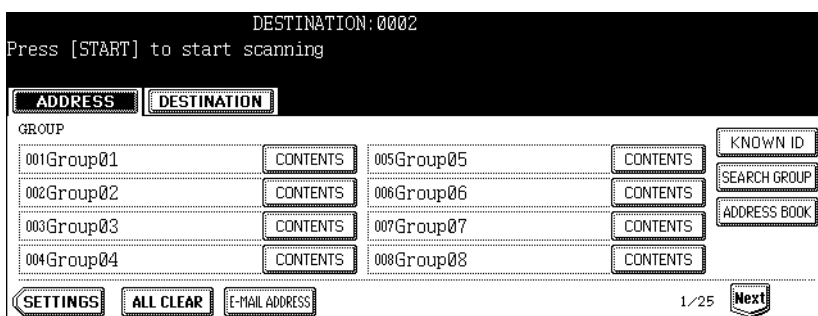 DESTINATION:0002
Press [START] to start scanning
ADDRESS DESTINATION
GROUP
001Group01 CONTENTS 005Group05 CONTENTS KNOWN ID
002Group02 CONTENTS 006Group06 CONTENTS SEARCH GROUP
003Group03 CONTENTS 007Group07 CONTENTS ADDRESS BOOK
004Group04 CONTENTS 008Group08 CONTENTS
SETTINGS ALL CLEAR E-MAIL ADDRESS 1/25 Next